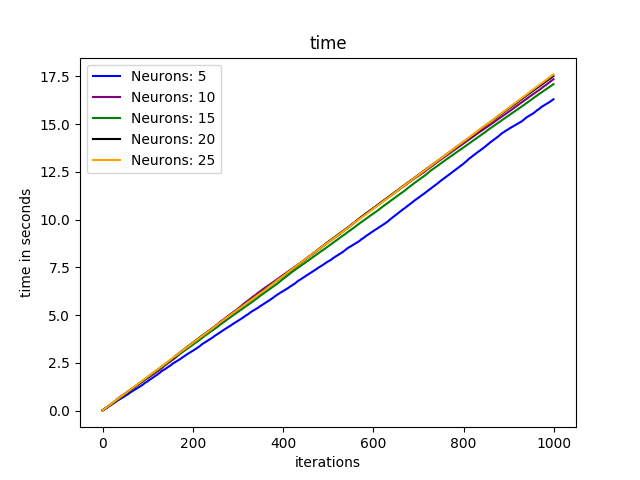 time
Neurons: 5
Neurons: 10
Neurons: 15
Neurons: 20
Neurons: 25
time in seconds
17.5
15.0
12.5
10.0
7.5
5.0
2.5
0.0
0 200 400 600 800 1000
iterations